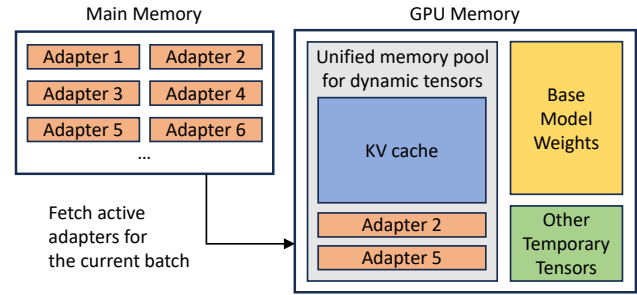 Main Memory
Adapter 1
Adapter 2
Adapter 3
Adapter 4
Adapter 5
Adapter 6
...
Fetch active
adapters for
the current batch
GPU Memory
Unified memory pool
for dynamic tensors
KV cache
Adapter 2
Adapter 5
Base
Model
Weights
Other
Temporary
Tensors